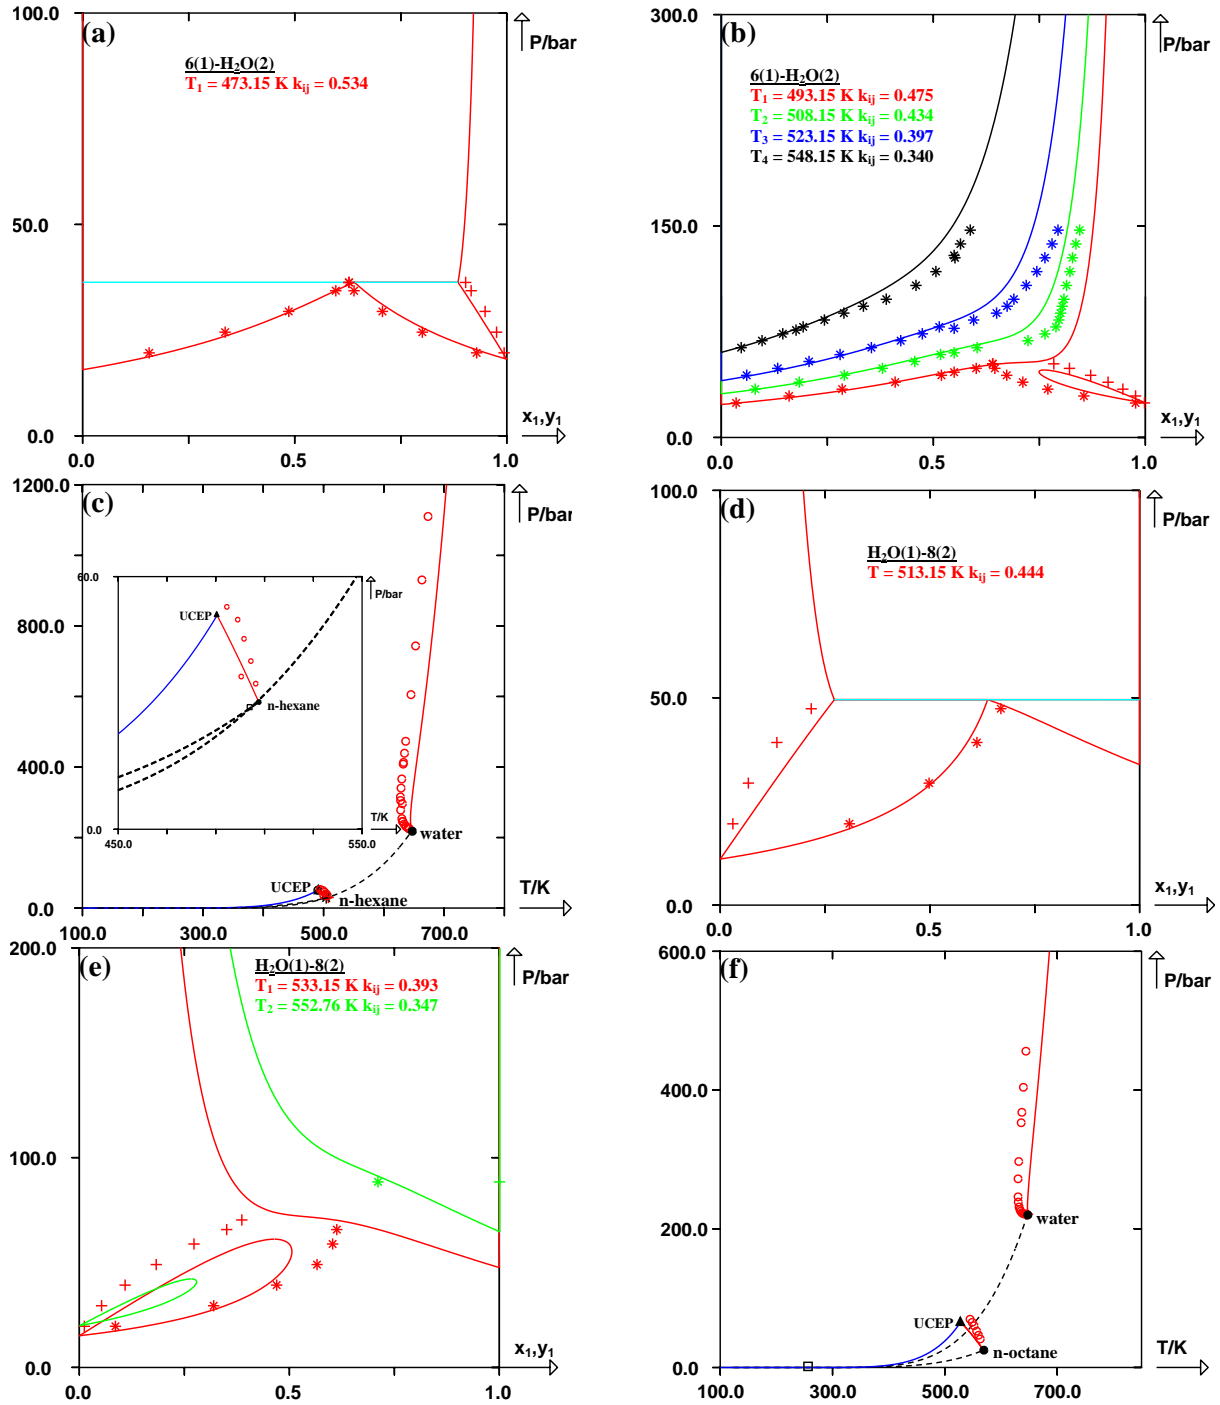 (a)
100.0
P/bar
6(1)-H2O(2)
T1 = 473.15 K kij = 0.534
50.0
x1,y1
0.0
0.0
0.5
1.0
(b)
300.0
P/bar
6(1)-H2O(2)
T1 = 493.15 K kij = 0.475
T2 = 508.15 K kij = 0.434
T3 = 523.15 K kij = 0.397
T4 = 548.15 K kij = 0.340
150.0
x1,y1
0.0
0.0
0.5
1.0
(c)
1200.0
P/bar
60.0
P/bar
UCEP
n-hexane
T/K
0.0
450.0
550.0
800.0
400.0
water
UCEP
n-hexane
T/K
0.0
100.0
300.0
500.0
700.0
(d)
100.0
P/bar
H2O(1)-8(2)
T = 513.15 K kij = 0.444
50.0
x1,y1
0.0
0.0
0.5
1.0
(e)
200.0
P/bar
H2O(1)-8(2)
T1 = 533.15 K kij = 0.393
T2 = 552.76 K kij = 0.347
100.0
x1,y1
0.0
0.0
0.5
1.0
(f)
600.0
P/bar
400.0
200.0
water
UCEP
n-octane
T/K
0.0
100.0
300.0
500.0
700.0